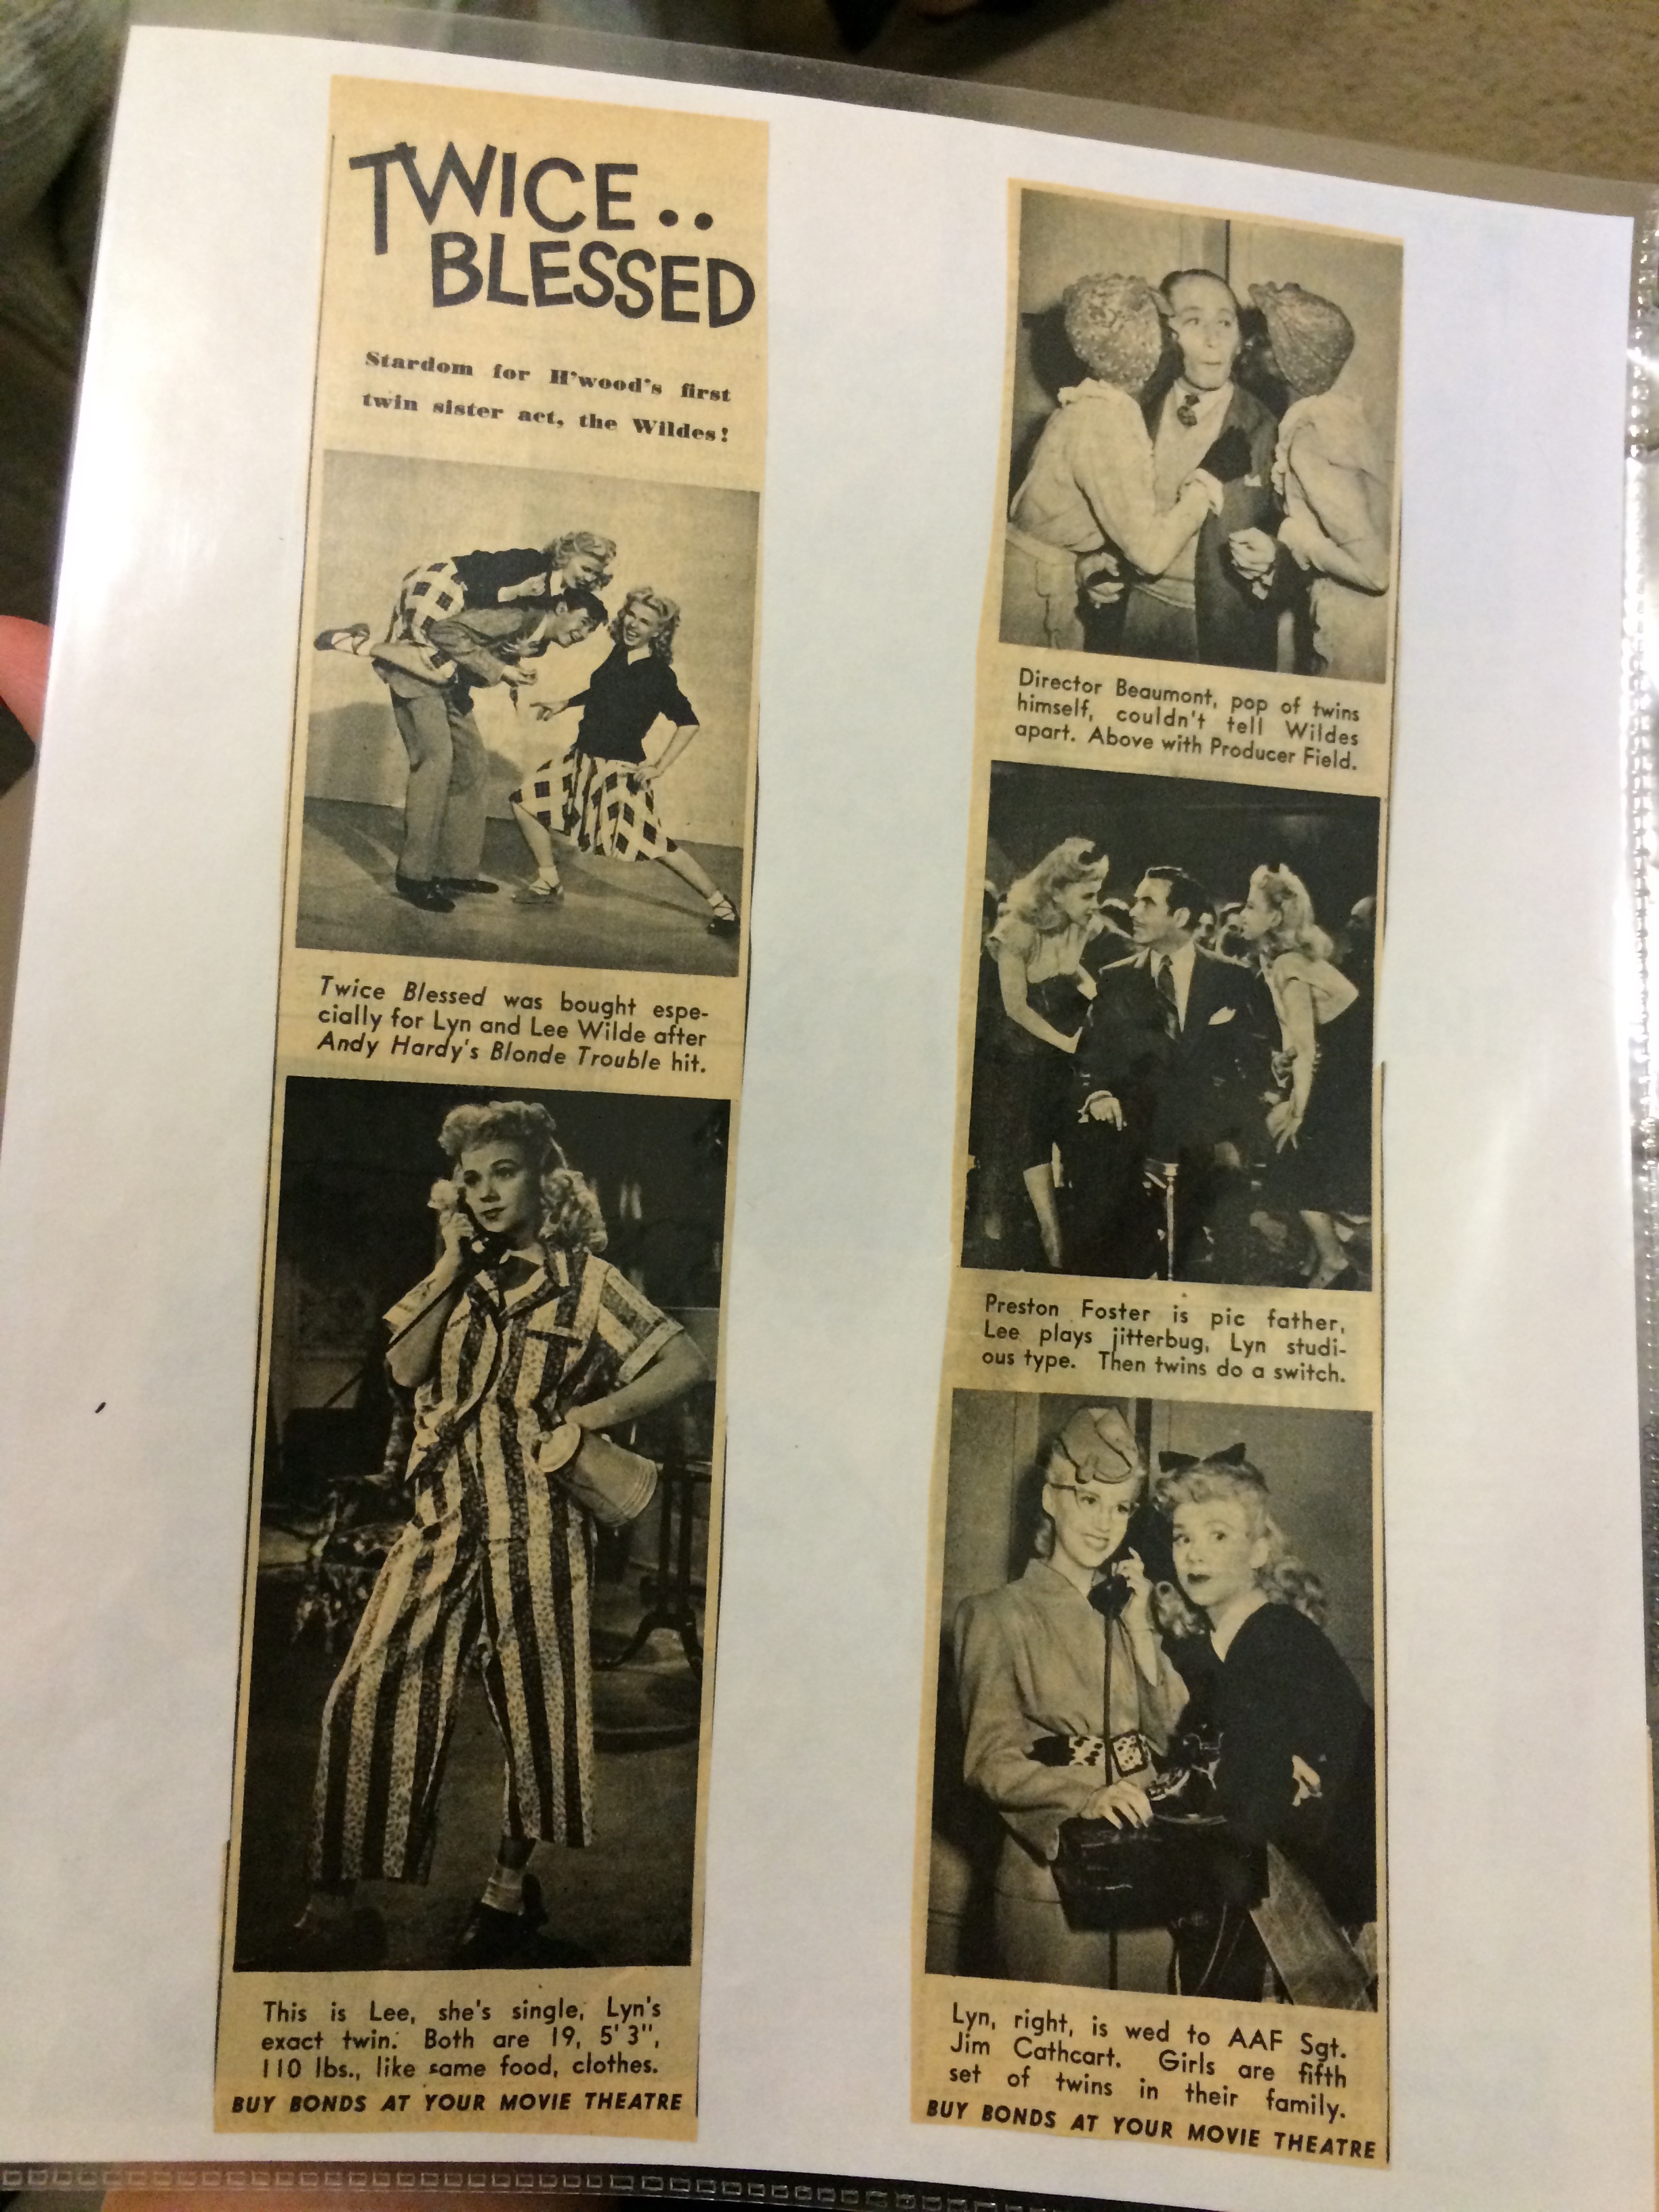 TWICE..
BLESSED
Stardom for H'wood's first
twin sister act, the Wildes!
Twice Blessed was bought espe-
cially for Lyn and Lee Wilde after
Andy Hardy's Blonde Trouble hit.
This is Lee, she's single, Lyn's
exact twin. Both are 19, 5'3",
110 lbs., like same food, clothes.
BUY BONDS AT YOUR MOVIE THEATRE
Director Beaumont, pop of twins
himself, couldn't tell Wildes
apart. Above with Producer Field.
Preston Foster is pic father,
Lee plays jitterbug, Lyn studi-
ous type. Then twins do a switch.
Lyn, right, is wed to AAF Sgt.
Jim Cathcart. Girls are fifth
set of twins in their family.
BUY BONDS AT YOUR MOVIE THEATRE